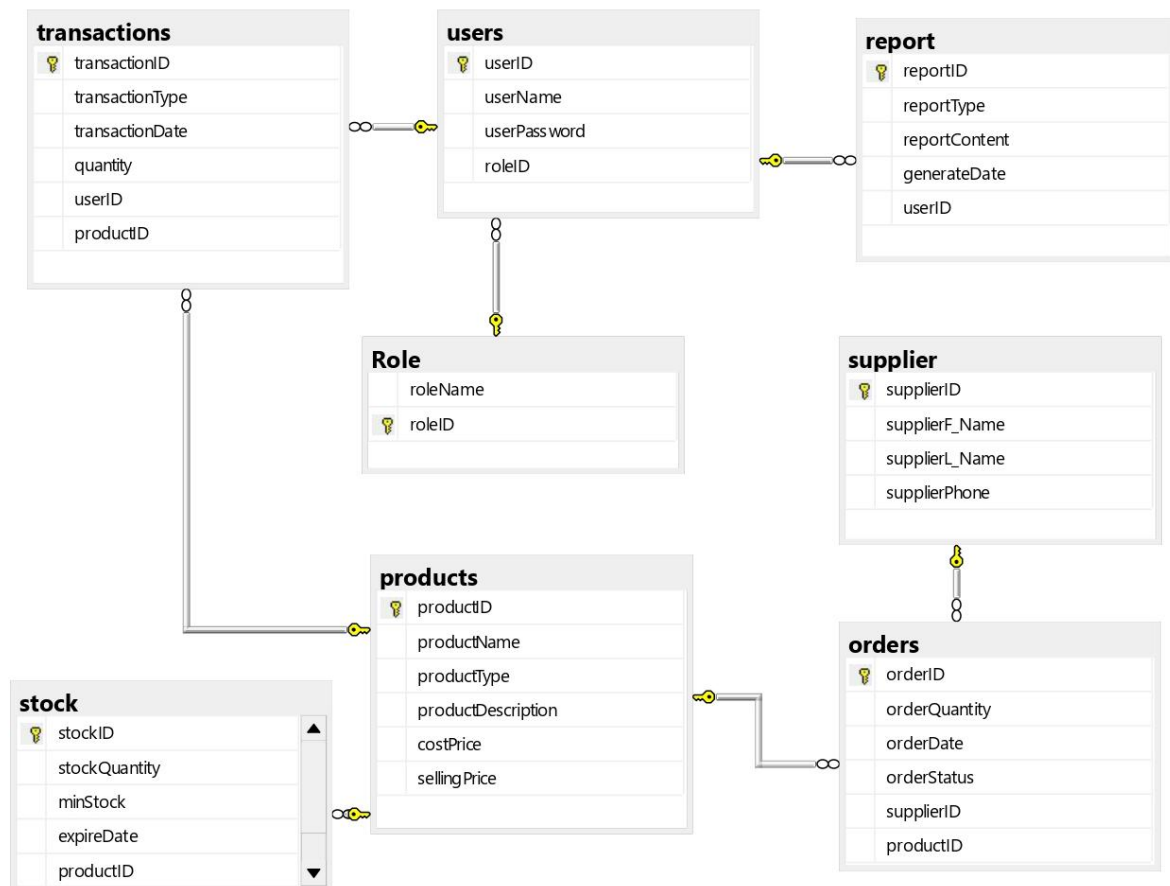 transactions
transactionID
transactionType
transactionDate
quantity
userID
productID
users
userID
userName
userPassword
roleID
report
reportID
reportType
reportContent
generateDate
userID
Role
roleName
roleID
supplier
supplierID
supplierF_Name
supplierL_Name
supplierPhone
products
productID
productName
productType
productDescription
costPrice
sellingPrice
orders
orderID
orderQuantity
orderDate
orderStatus
supplierID
productID
stock
stockID
stockQuantity
minStock
expireDate
productID